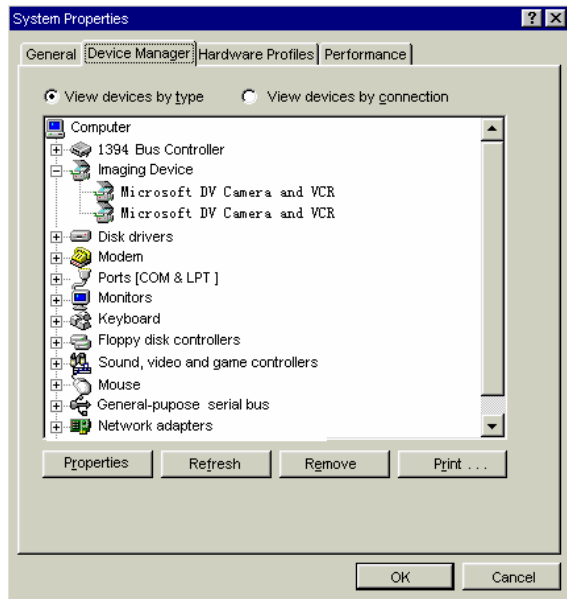 System Properties
General Device Manager Hardware Profiles Performance
View devices by type View devices by connection
Computer
1394 Bus Controller
Imaging Device
Microsoft DV Camera and VCR
Microsoft DV Camera and VCR
Disk drivers
Modem
Ports [COM & LPT ]
Monitors
Keyboard
Floppy disk controllers
Sound, video and game controllers
Mouse
General-pupose serial bus
Network adapters
Properties Refresh Remove Print . . .
OK Cancel